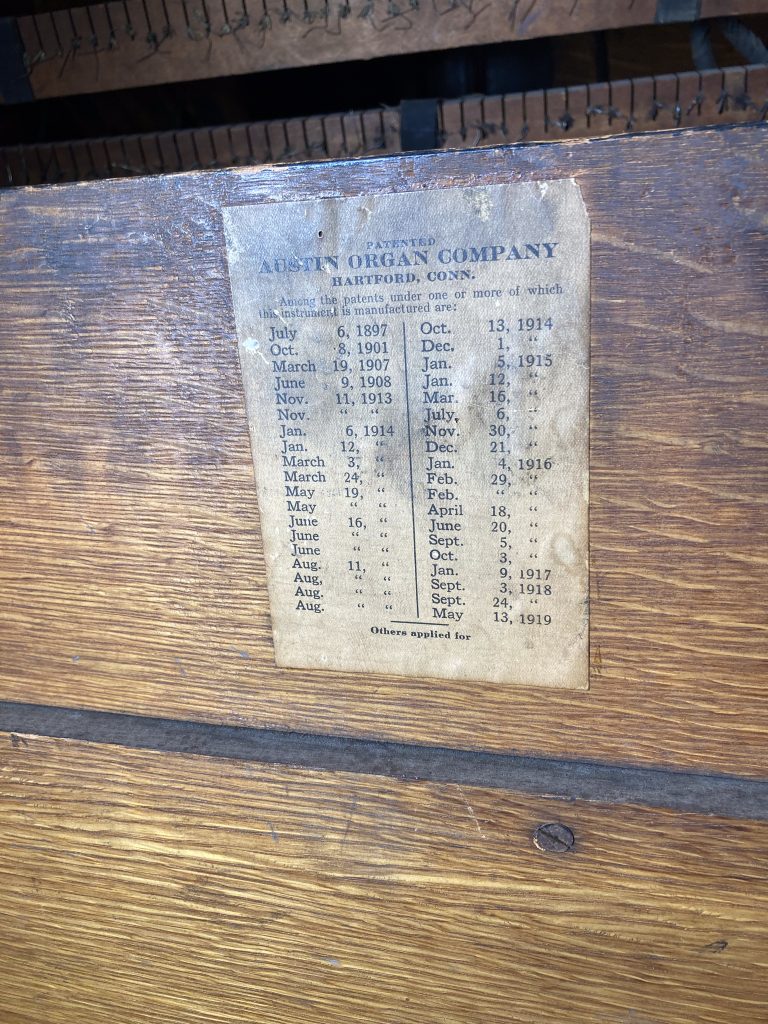 PATENTED
AUSTIN ORGAN COMPANY
HARTFORD, CONN.
Among the patents under one or more of which
this instrument is manufactured are:
July 6, 1897
Oct. 8, 1901
March 19, 1907
June 9, 1908
Nov. 11, 1913
Nov. “ “
Jan. 6, 1914
Jan. 12, “
March 3, “
March 24, “
May 19, “
May “ “
June 16, “
June “ “
June “ “
Aug. 11, “
Aug, “ “
Aug. “ “
Aug. “ “
Oct. 13, 1914
Dec. 1, “
Jan. 5, 1915
Jan. 12, “
Mar. 16, “
July, 6, “
Nov. 30, “
Dec. 21, “
Jan. 4, 1916
Feb. 29, “
Feb. “ “
April 18, “
June 20, “
Sept. 5, “
Oct. 3, “
Jan. 9, 1917
Sept. 3, 1918
Sept. 24, “
May 13, 1919
Others applied for